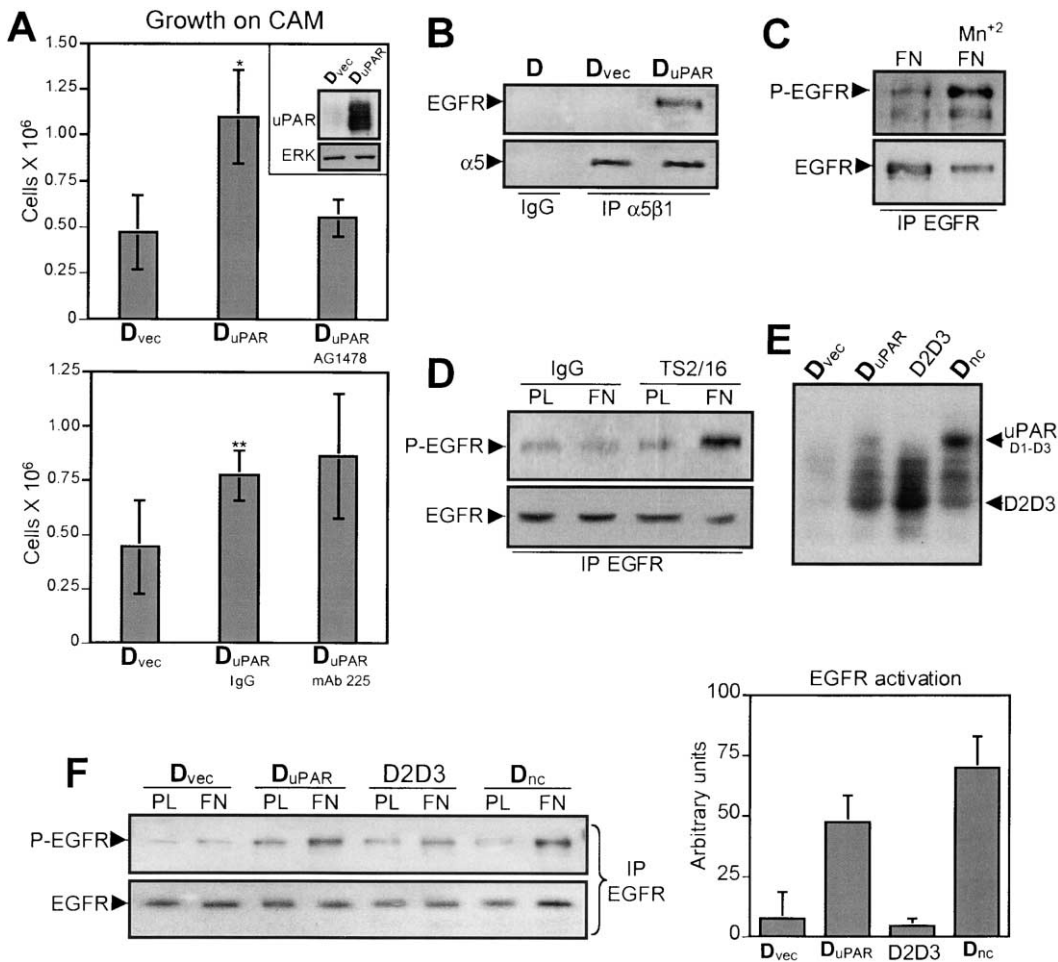 A
Growth on CAM
Cells X 10⁶
1.50
1.25
1.00
0.75
0.50
0.25
0
*
Dvec DuPAR
uPAR
ERK
Dvec DuPAR DuPAR
AG1478
Cells X 10⁶
1.25
1.00
0.75
0.50
0.25
0
**
Dvec DuPAR DuPAR
IgG mAb 225
B
D Dvec DuPAR
EGFR
α5
IgG IP α5β1
C
Mn⁺²
FN FN
P-EGFR
EGFR
IP EGFR
D
IgG TS2/16
PL FN PL FN
P-EGFR
EGFR
IP EGFR
E
Dvec DuPAR D2D3 Dnc
uPAR
D1-D3
D2D3
F
Dvec DuPAR D2D3 Dnc
PL FN PL FN PL FN PL FN
P-EGFR
EGFR
IP
EGFR
EGFR activation
Arbitrary units
100
75
50
25
0
Dvec DuPAR D2D3 Dnc